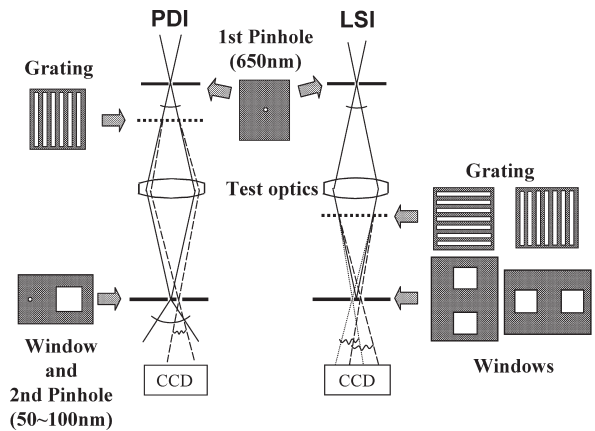 PDI
LSI
1st Pinhole
(650nm)
Grating
Test optics
Grating
Window
and
2nd Pinhole
(50~100nm)
CCD
CCD
Windows